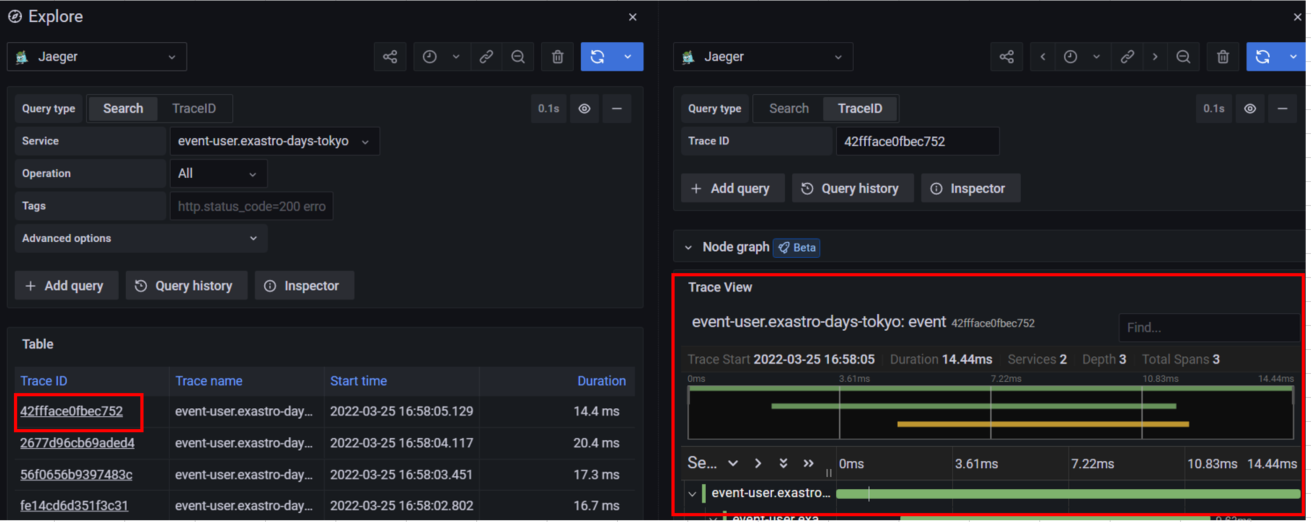 Explore
Jaeger
Query type Search TraceID 0.1s
Service event-user.exastro-days-tokyo
Operation All
Tags http.status_code=200 erro
Advanced options
+ Add query Query history Inspector
Table
Trace ID Trace name Start time Duration
42fface0fbec752 event-user.exastro-day... 2022-03-25 16:58:05.129 14.4 ms
2677d96cb69aded4 event-user.exastro-day... 2022-03-25 16:58:04.117 20.4 ms
56f0656b9397483c event-user.exastro-day... 2022-03-25 16:58:03.451 17.3 ms
fe14cd6d351f3c31 event-user.exastro-day... 2022-03-25 16:58:02.802 16.7 ms
Jaeger
Query type Search TraceID 0.1s
Trace ID 42fface0fbec752
+ Add query Query history Inspector
Node graph Beta
Trace View
event-user.exastro-days-tokyo: event 42fface0fbec752
Find...
Trace Start 2022-03-25 16:58:05 Duration 14.44ms Services 2 Depth 3 Total Spans 3
0ms 3.61ms 7.22ms 10.83ms 14.44ms
Se... 0ms 3.61ms 7.22ms 10.83ms 14.44ms
event-user.exastro...
event-user.exa